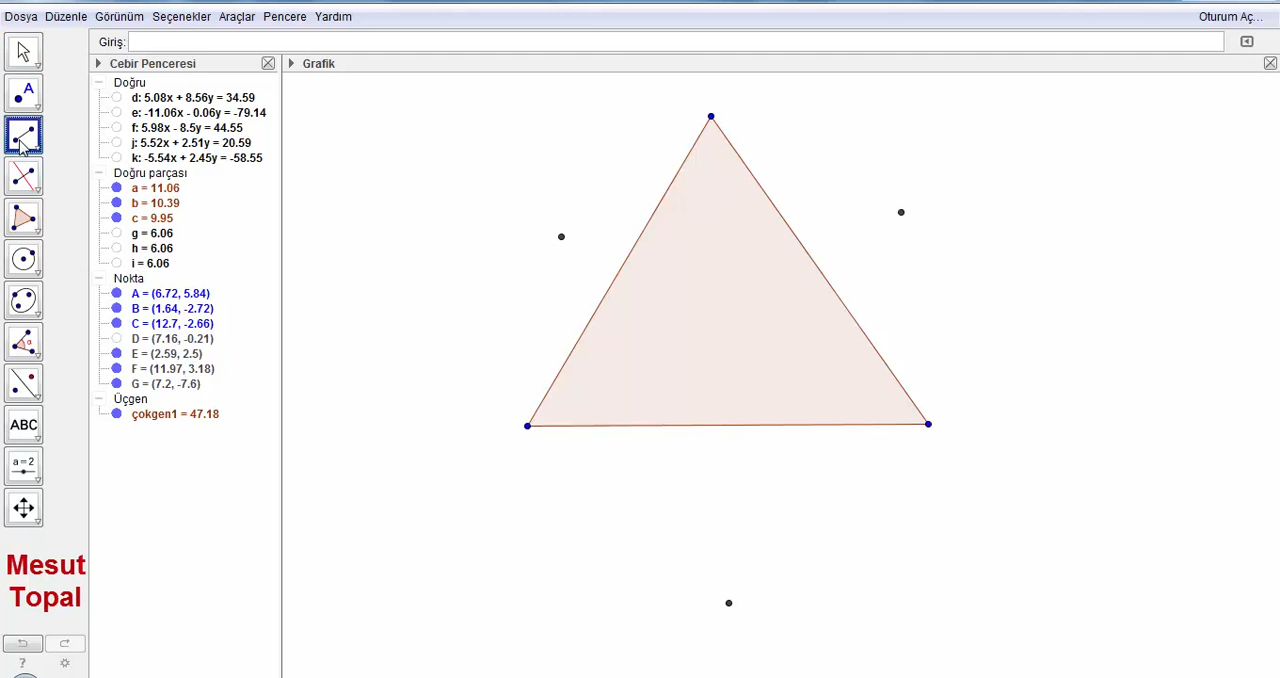 Dosya Düzenle Görünüm Seçenekler Araçlar Pencere Yardım Oturum Aç...
Giriş:
Cebir Penceresi
Grafik
Doğru
d: 5.08x + 8.56y = 34.59
e: -11.06x - 0.06y = -79.14
f: 5.98x - 8.5y = 44.55
j: 5.52x + 2.51y = 20.59
k: -5.54x + 2.45y = -58.55
Doğru parçası
a = 11.06
b = 10.39
c = 9.95
g = 6.06
h = 6.06
i = 6.06
Nokta
A = (6.72, 5.84)
B = (1.64, -2.72)
C = (12.7, -2.66)
D = (7.16, -0.21)
E = (2.59, 2.5)
F = (11.97, 3.18)
G = (7.2, -7.6)
Üçgen
çokgen1 = 47.18
A
α
ABC
a=2
Mesut
Topal
?